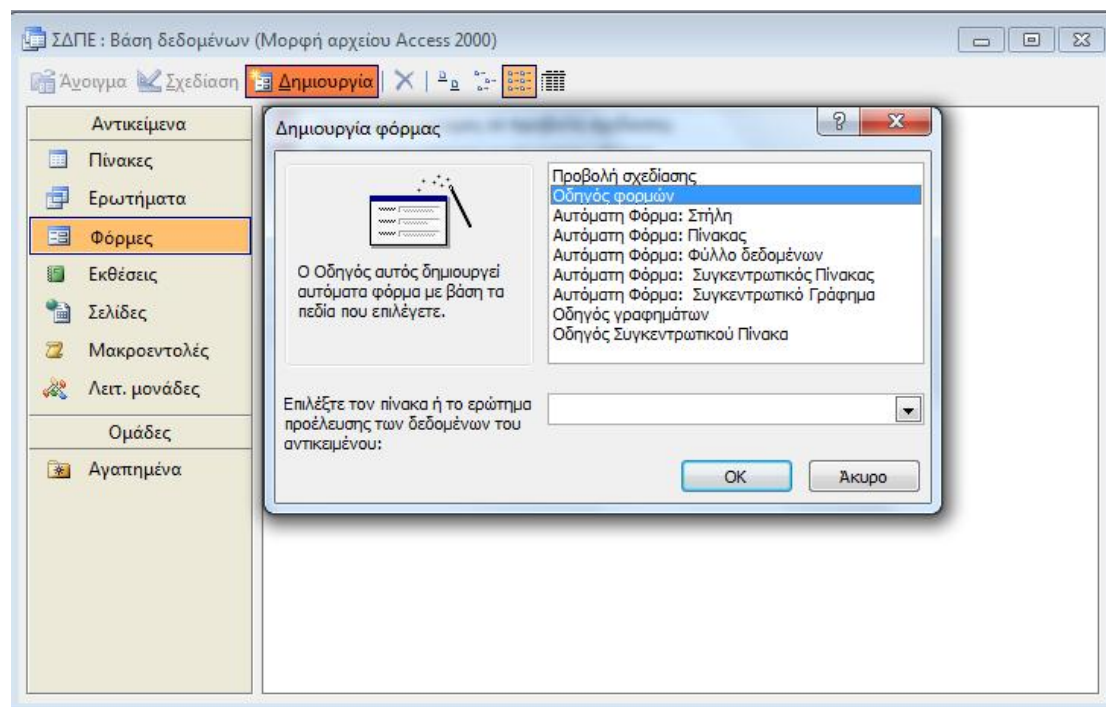 ΣΔΠΕ : Βάση δεδομένων (Μορφή αρχείου Access 2000)
Άνοιγμα Σχεδίαση Δημιουργία
Αντικείμενα
Πίνακες
Ερωτήματα
Φόρμες
Εκθέσεις
Σελίδες
Μακροεντολές
Λειτ. μονάδες
Ομάδες
Αγαπημένα
Δημιουργία φόρμας
Ο Οδηγός αυτός δημιουργεί
αυτόματα φόρμα με βάση τα
πεδία που επιλέγετε.
Προβολή σχεδίασης
Οδηγός φορμών
Αυτόματη Φόρμα: Στήλη
Αυτόματη Φόρμα: Πίνακας
Αυτόματη Φόρμα: Φύλλο δεδομένων
Αυτόματη Φόρμα: Συγκεντρωτικός Πίνακας
Αυτόματη Φόρμα: Συγκεντρωτικό Γράφημα
Οδηγός γραφημάτων
Οδηγός Συγκεντρωτικού Πίνακα
Επιλέξτε τον πίνακα ή το ερώτημα
προέλευσης των δεδομένων του
αντικειμένου:
OK Άκυρο